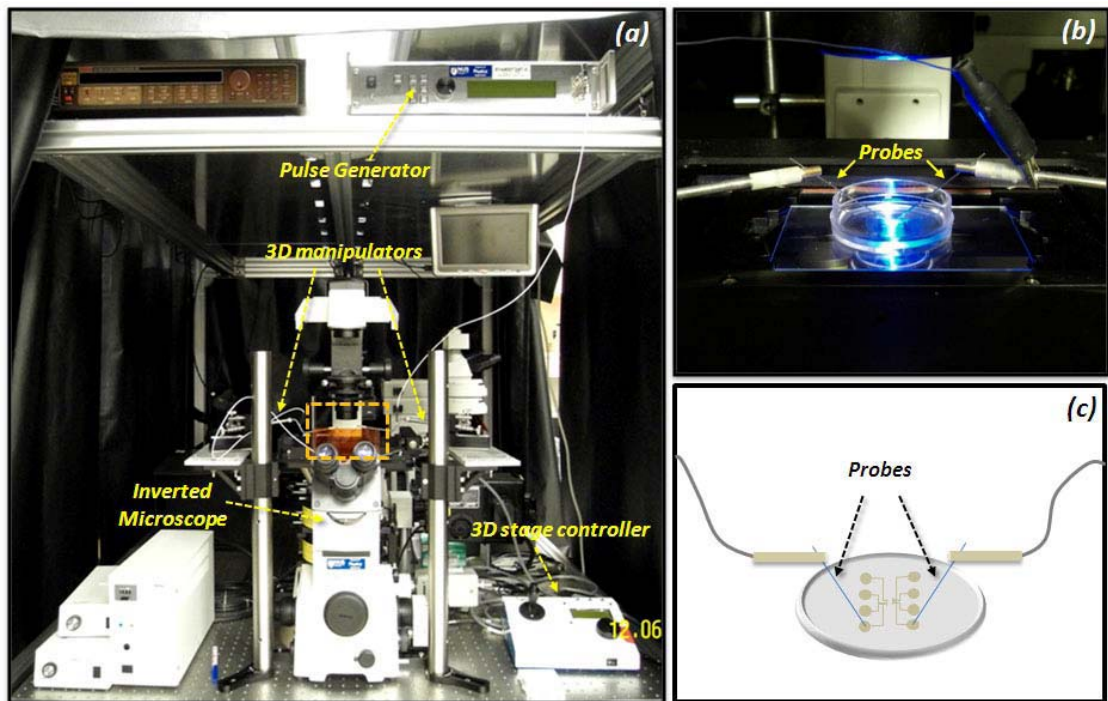 (a)
Pulse Generator
3D manipulators
Inverted
Microscope
3D stage controller
12.06
(b)
Probes
(c)
Probes